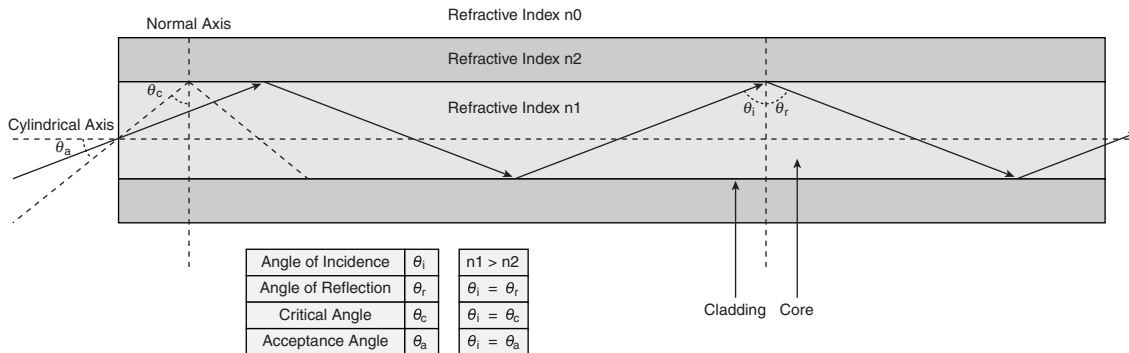 Refractive Index n0
Normal Axis
Refractive Index n2
θc
Refractive Index n1
θi θr
Cylindrical Axis
θa
Angle of Incidence θi n1 > n2
Angle of Reflection θr θi = θr
Critical Angle θc θi = θc
Acceptance Angle θa θi = θa
Cladding Core